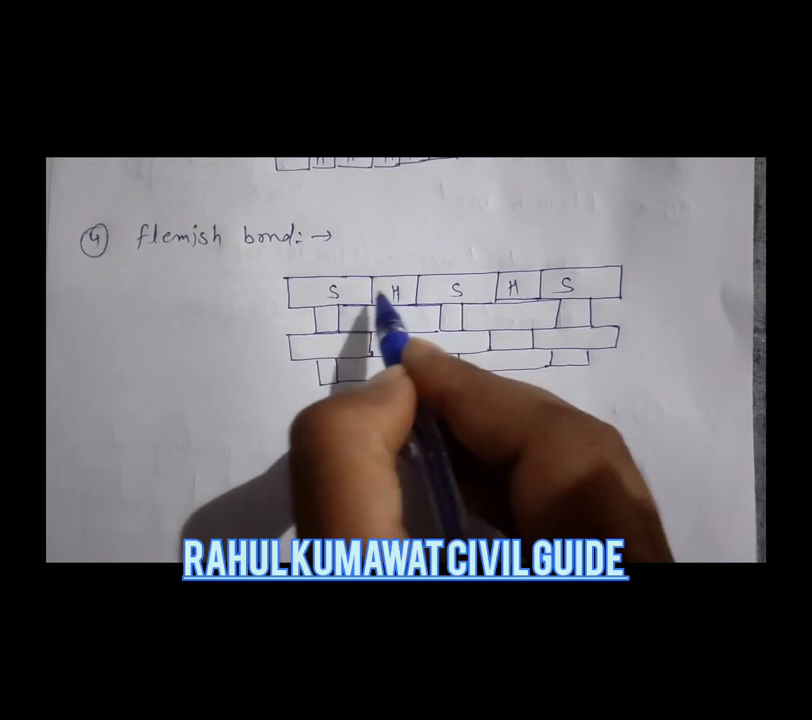 H H H
④ flemish bond:→
S H S H S
RAHUL KUMAWAT CIVIL GUIDE